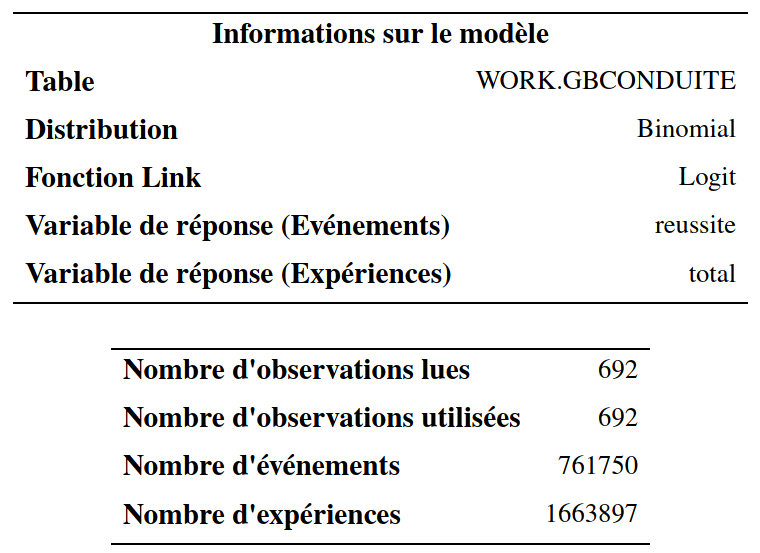 Informations sur le modèle
Table WORK.GBCONDUITE
Distribution Binomial
Fonction Link Logit
Variable de réponse (Evénements) reussite
Variable de réponse (Expériences) total
Nombre d'observations lues 692
Nombre d'observations utilisées 692
Nombre d'événements 761750
Nombre d'expériences 1663897